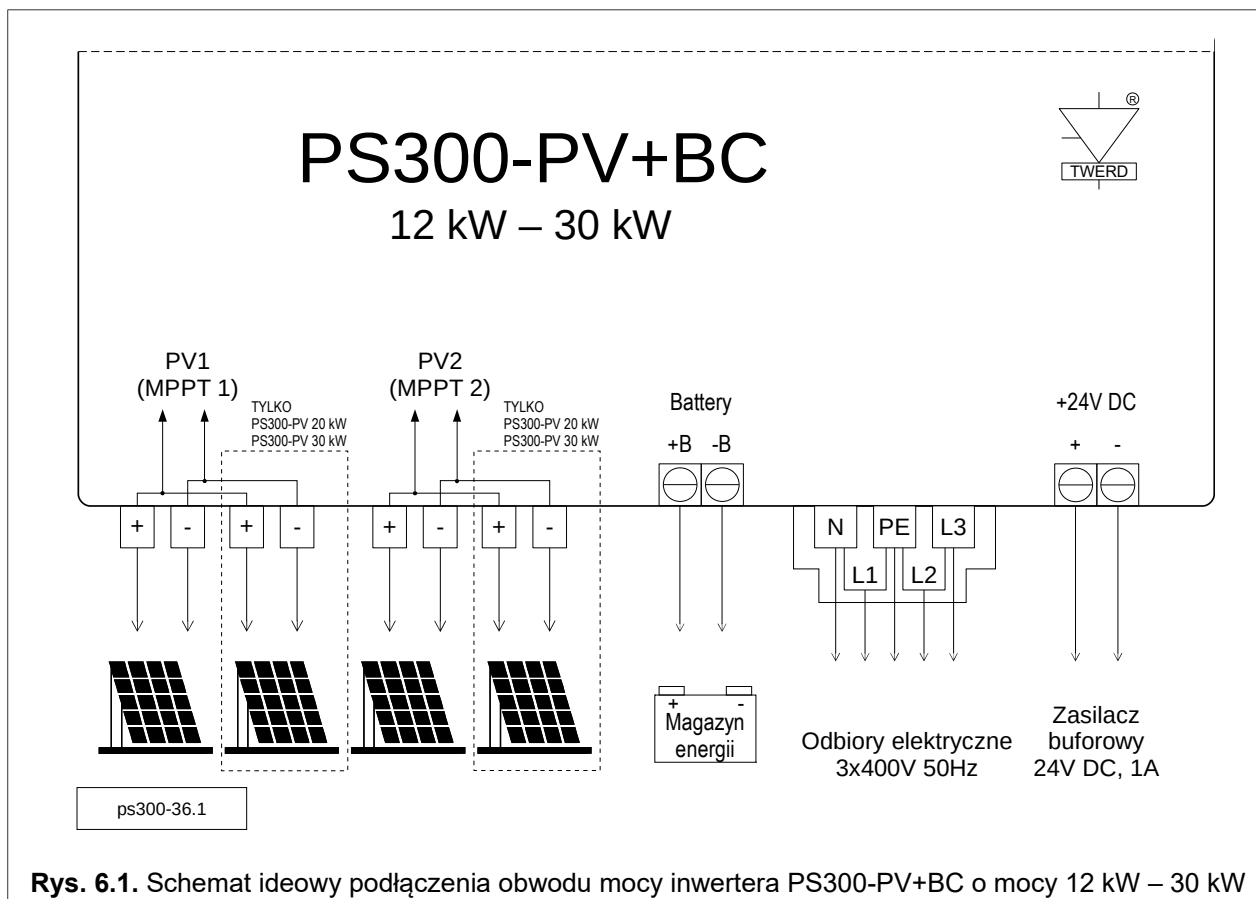 ®
TWERD
PS300-PV+BC
12 kW – 30 kW
PV1
(MPPT 1)
TYLKO
PS300-PV 20 kW
PS300-PV 30 kW
PV2
(MPPT 2)
TYLKO
PS300-PV 20 kW
PS300-PV 30 kW
Battery
+B -B
+24V DC
+ -
+ - + - + - + -
N PE L3
L1 L2
+ -
Magazyn
energii
Odbiory elektryczne
3x400V 50Hz
Zasilacz
buforowy
24V DC, 1A
ps300-36.1
Rys. 6.1. Schemat ideowy podłączenia obwodu mocy inwertera PS300-PV+BC o mocy 12 kW – 30 kW